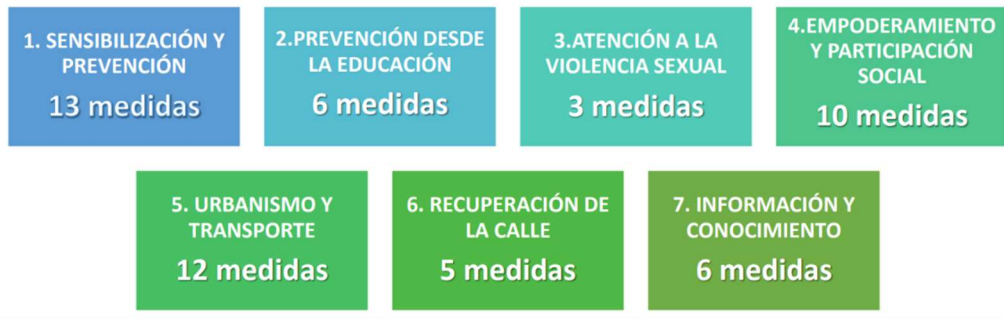 1. SENSIBILIZACIÓN Y
PREVENCIÓN
13 medidas
2.PREVENCIÓN DESDE
LA EDUCACIÓN
6 medidas
3.ATENCIÓN A LA
VIOLENCIA SEXUAL
3 medidas
4.EMPODERAMIENTO
Y PARTICIPACIÓN
SOCIAL
10 medidas
5. URBANISMO Y
TRANSPORTE
12 medidas
6. RECUPERACIÓN DE
LA CALLE
5 medidas
7. INFORMACIÓN Y
CONOCIMIENTO
6 medidas